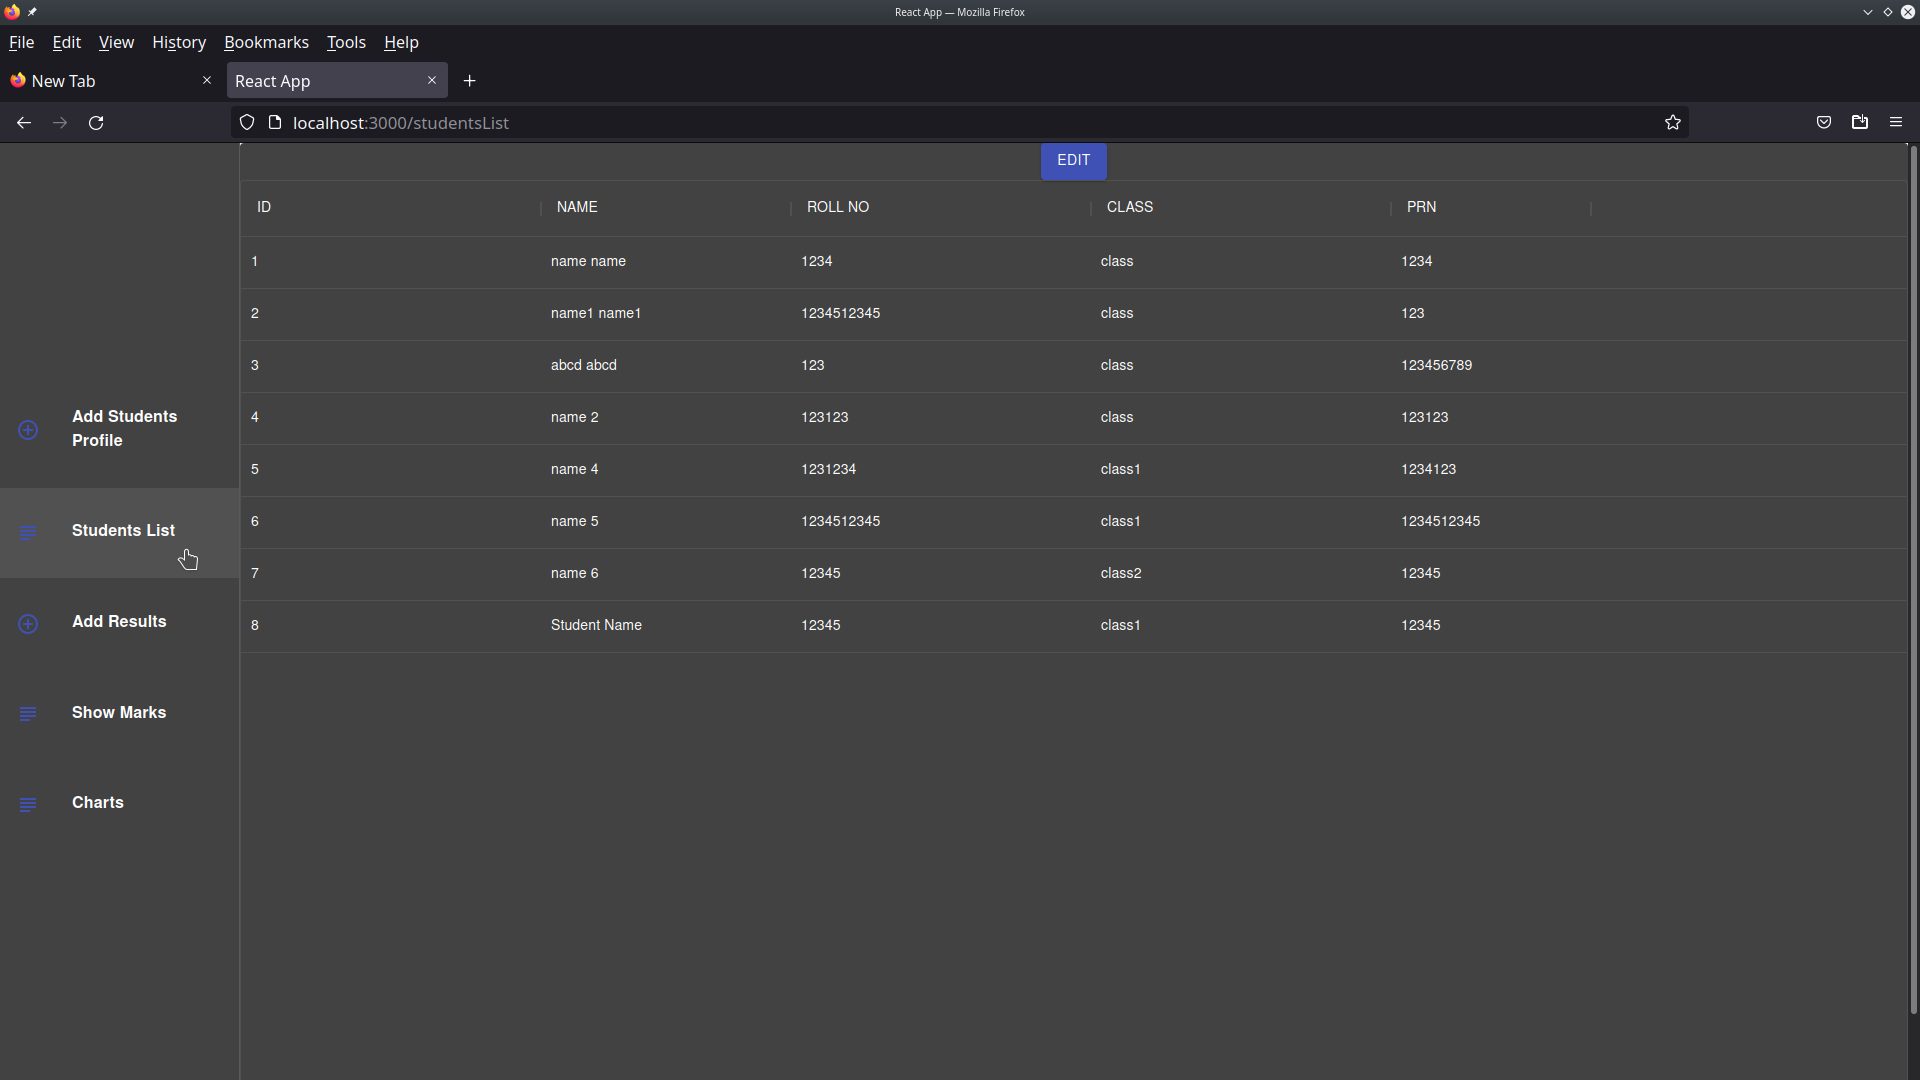 React App — Mozilla Firefox
File Edit View History Bookmarks Tools Help
New Tab React App
localhost:3000/studentsList
EDIT
ID NAME ROLL NO CLASS PRN
1 name name 1234 class 1234
2 name1 name1 1234512345 class 123
3 abcd abcd 123 class 123456789
4 name 2 123123 class 123123
5 name 4 1231234 class1 1234123
6 name 5 1234512345 class1 1234512345
7 name 6 12345 class2 12345
8 Student Name 12345 class1 12345
Add Students
Profile
Students List
Add Results
Show Marks
Charts